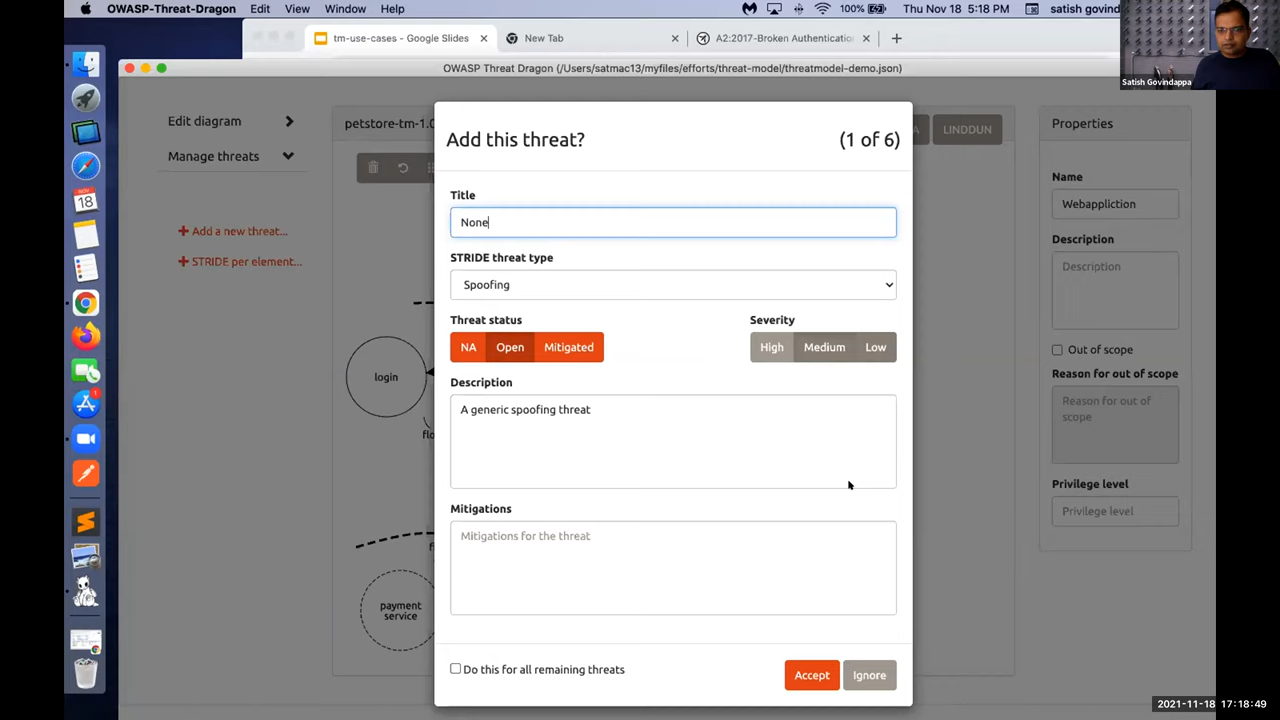 OWASP-Threat-Dragon Edit View Window Help 100% Thu Nov 18 5:18 PM satish govind
tm-use-cases - Google Slides
New Tab
A2:2017-Broken Authenticatio
Satish Govindappa
OWASP Threat Dragon (/Users/satmac13/myfiles/efforts/threat-model/threatmodel-demo.json)
Edit diagram
Manage threats
Add a new threat...
STRIDE per element...
petstore-tm-1.0
login
flo
payment
service
Add this threat? (1 of 6)
Title
None
STRIDE threat type
Spoofing
Threat status
NA Open Mitigated
Severity
High Medium Low
Description
A generic spoofing threat
Mitigations
Mitigations for the threat
Do this for all remaining threats
Accept Ignore
A LINDDUN
Properties
Name
Webappliction
Description
Description
Out of scope
Reason for out of scope
Reason for out of
scope
Privilege level
Privilege level
NOV
18
1
2021-11-18 17:18:49